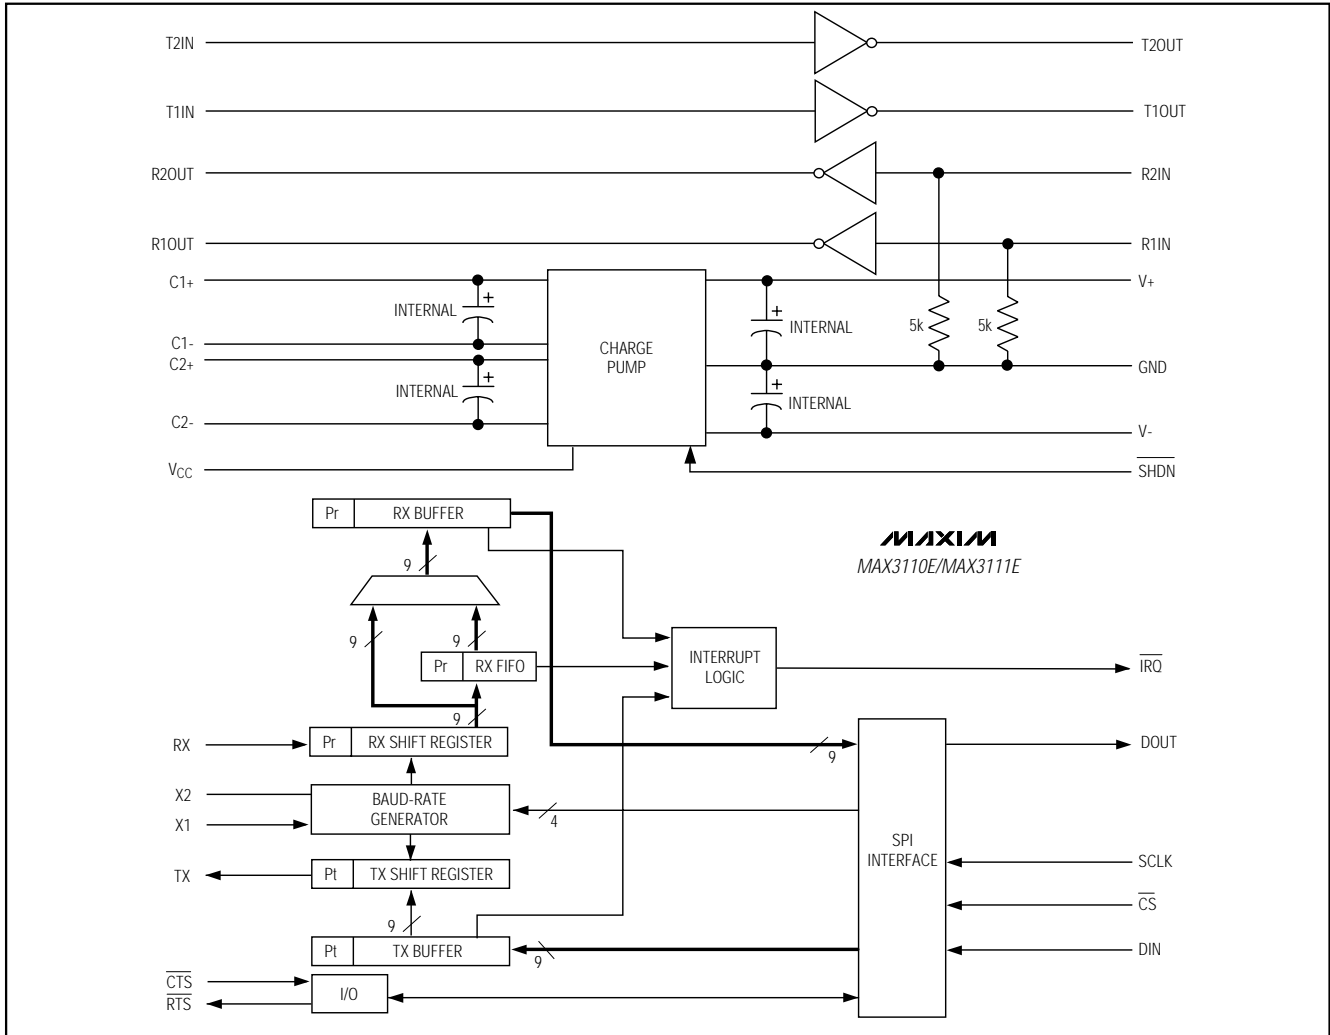 T2IN
T2OUT
T1IN
T1OUT
R2OUT
R2IN
R1OUT
R1IN
C1+
V+
INTERNAL
+
+
INTERNAL
5k
5k
C1-
CHARGE
PUMP
C2+
GND
INTERNAL
+
+
INTERNAL
C2-
V-
VCC
SHDN
Pr
RX BUFFER
MAXIM
MAX3110E/MAX3111E
9
9
9
Pr
RX FIFO
INTERRUPT
LOGIC
IRQ
9
RX
Pr
RX SHIFT REGISTER
9
DOUT
X2
BAUD-RATE
GENERATOR
4
X1
SPI
INTERFACE
SCLK
TX
Pt
TX SHIFT REGISTER
CS
9
Pt
TX BUFFER
9
DIN
CTS
I/O
RTS